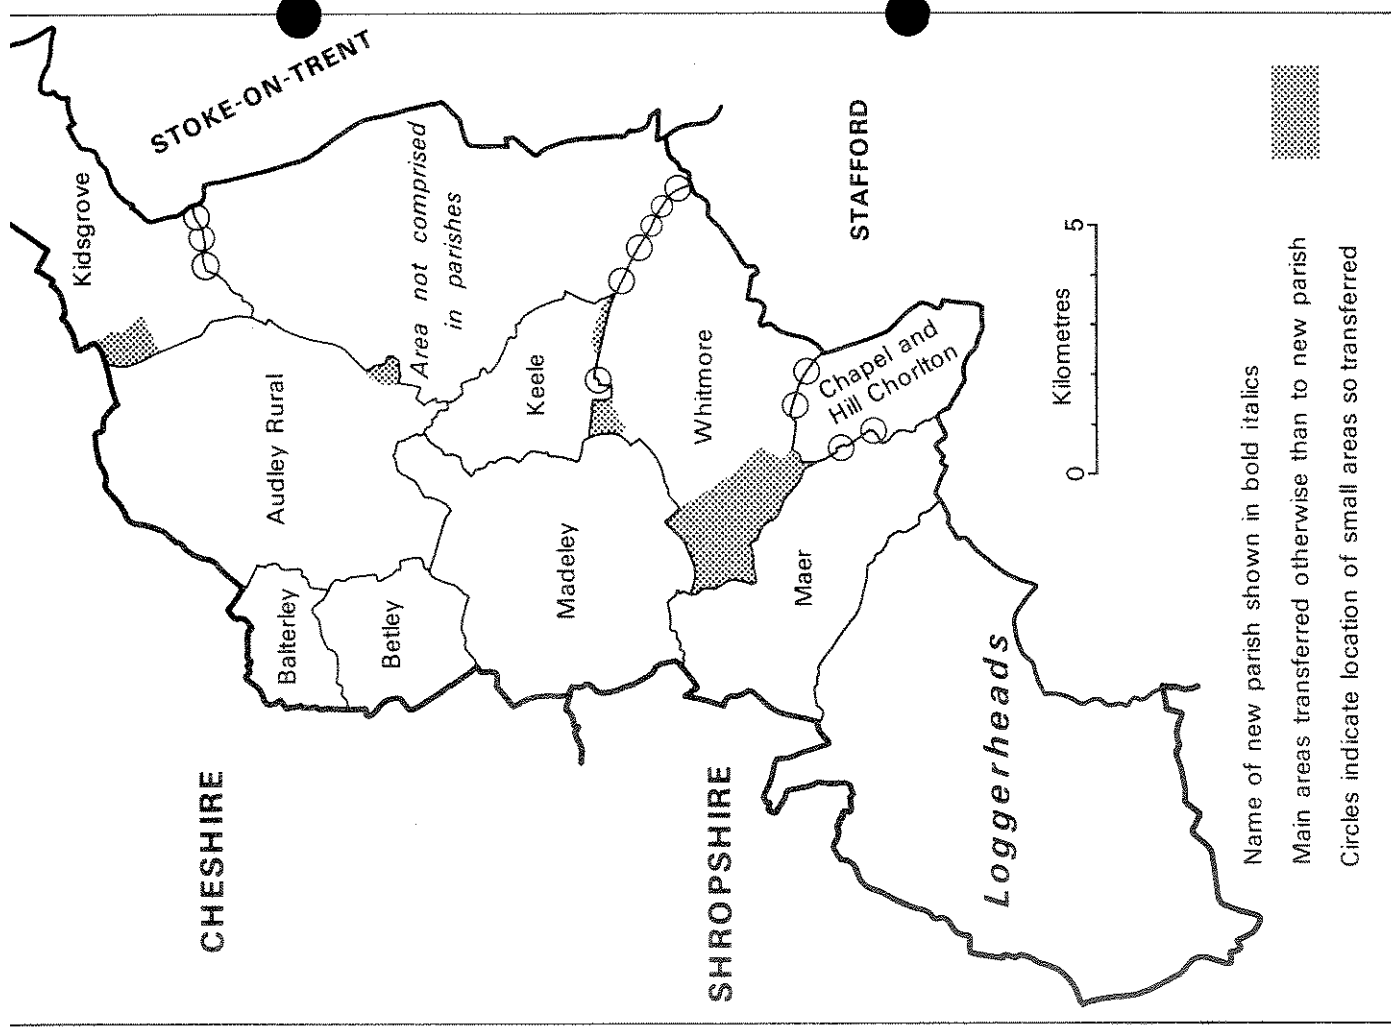 STOKE-ON-TRENT
Kidsgrove
Area not comprised
in parishes
STAFFORD
Audley Rural
Keele
Whitmore
Chapel and
Hill Chorlton
Balterley
Betley
Madeley
Maer
CHESHIRE
SHROPSHIRE
Loggerheads
Kilometres
0 5
Name of new parish shown in bold italics
Main areas transferred otherwise than to new parish
Circles indicate location of small areas so transferred